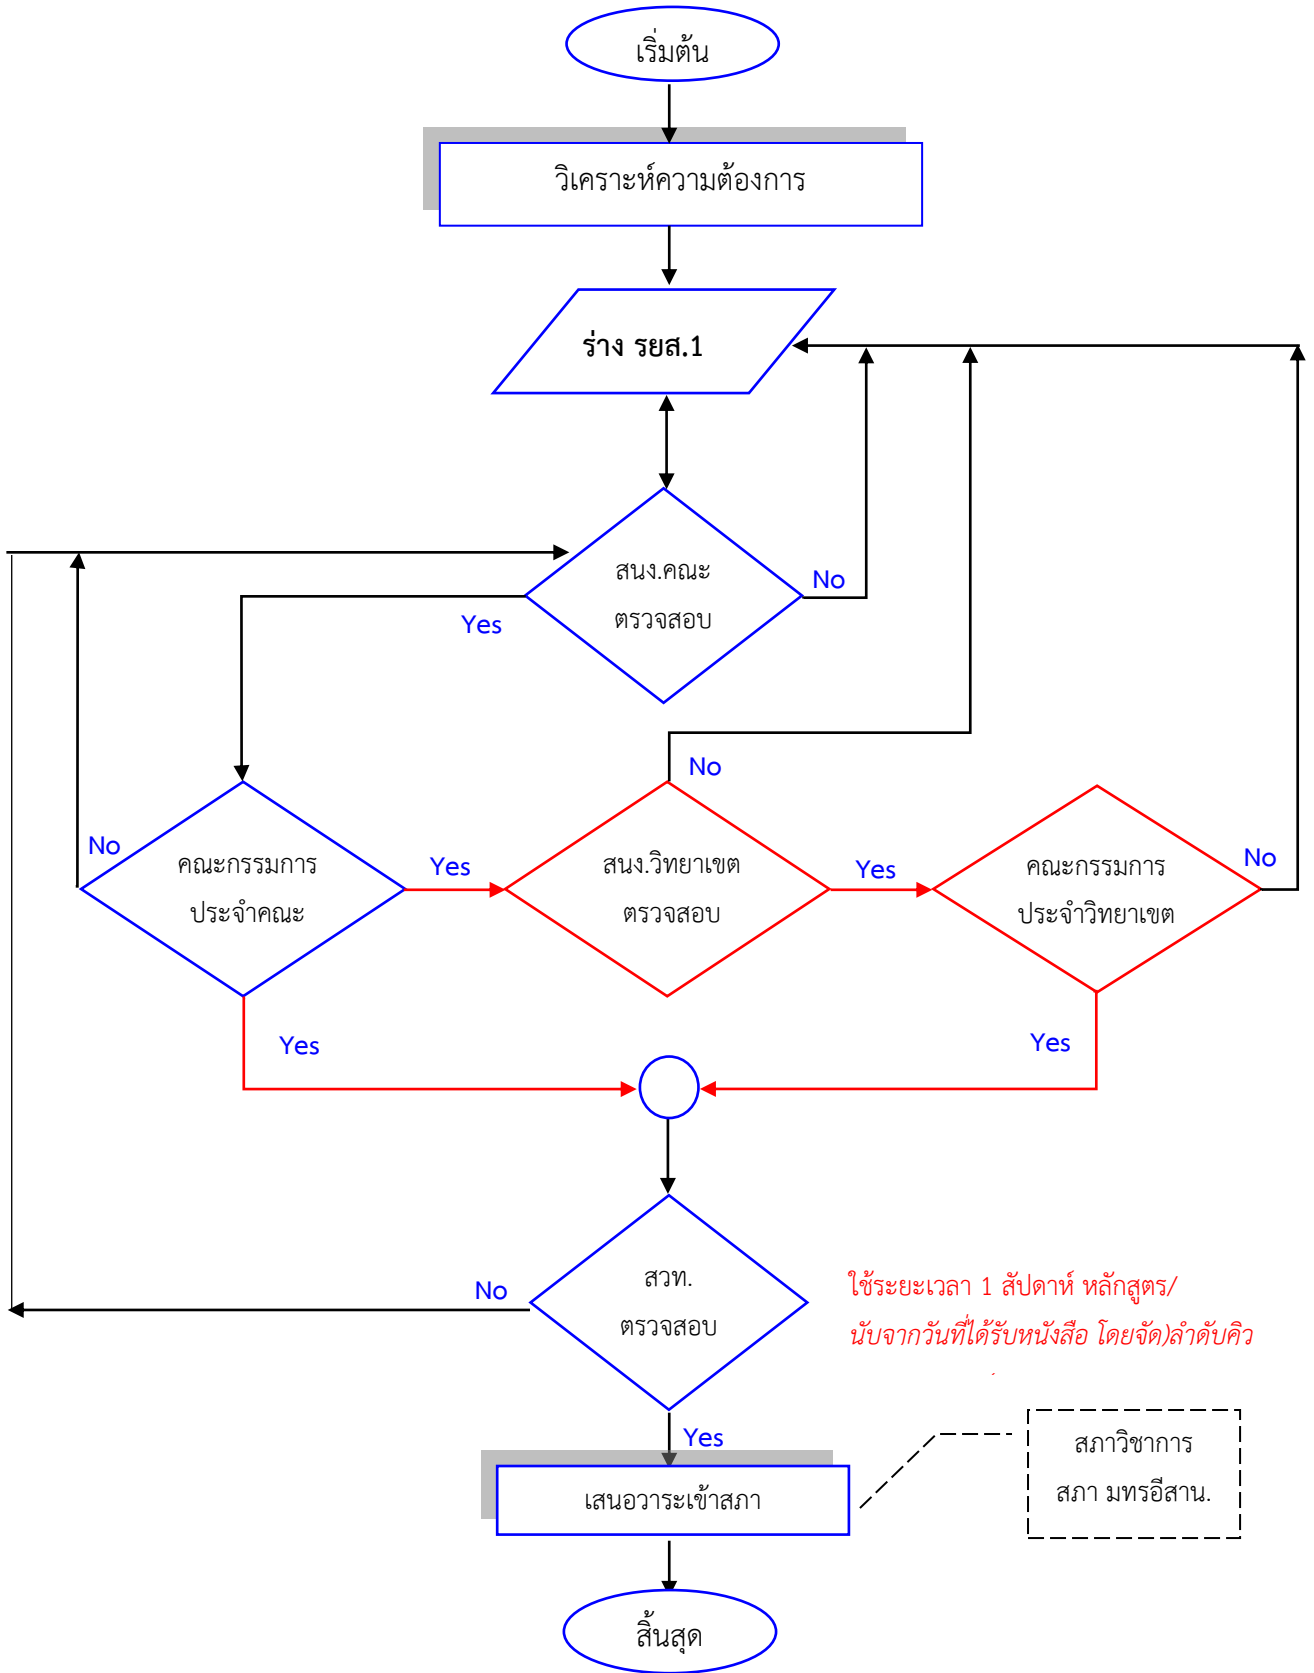 เริ่มต้น
วิเคราะห์ความต้องการ
ร่าง รยส.1
สนง.คณะ
ตรวจสอบ
No
Yes
No
No
คณะกรรมการ
ประจำคณะ
Yes
สนง.วิทยาเขต
ตรวจสอบ
Yes
คณะกรรมการ
ประจำวิทยาเขต
No
Yes
Yes
No
สวท.
ตรวจสอบ
ใช้ระยะเวลา 1 สัปดาห์ หลักสูตร/
นับจากวันที่ได้รับหนังสือ โดยจัด)ลำดับคิว
Yes
สภาวิชาการ
สภา มทรอีสาน.
เสนอวาระเข้าสภา
สิ้นสุด